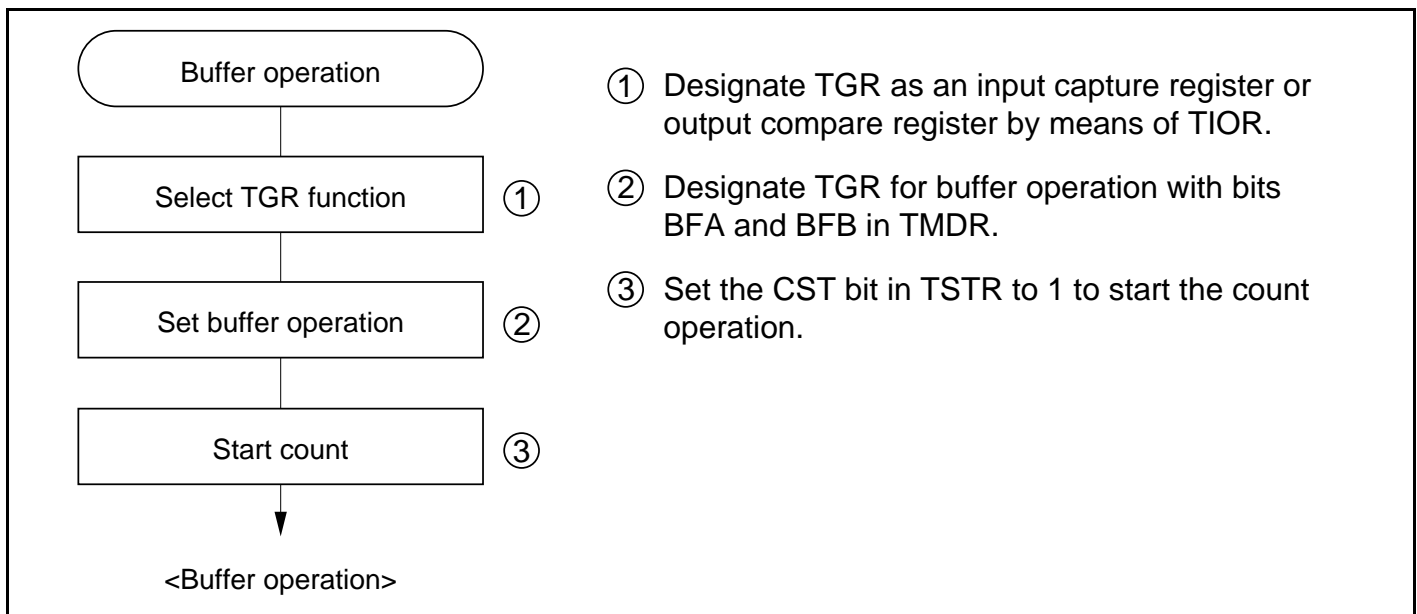 Buffer operation
Select TGR function
①
Set buffer operation
②
Start count
③
<Buffer operation>
① Designate TGR as an input capture register or
output compare register by means of TIOR.
② Designate TGR for buffer operation with bits
BFA and BFB in TMDR.
③ Set the CST bit in TSTR to 1 to start the count
operation.